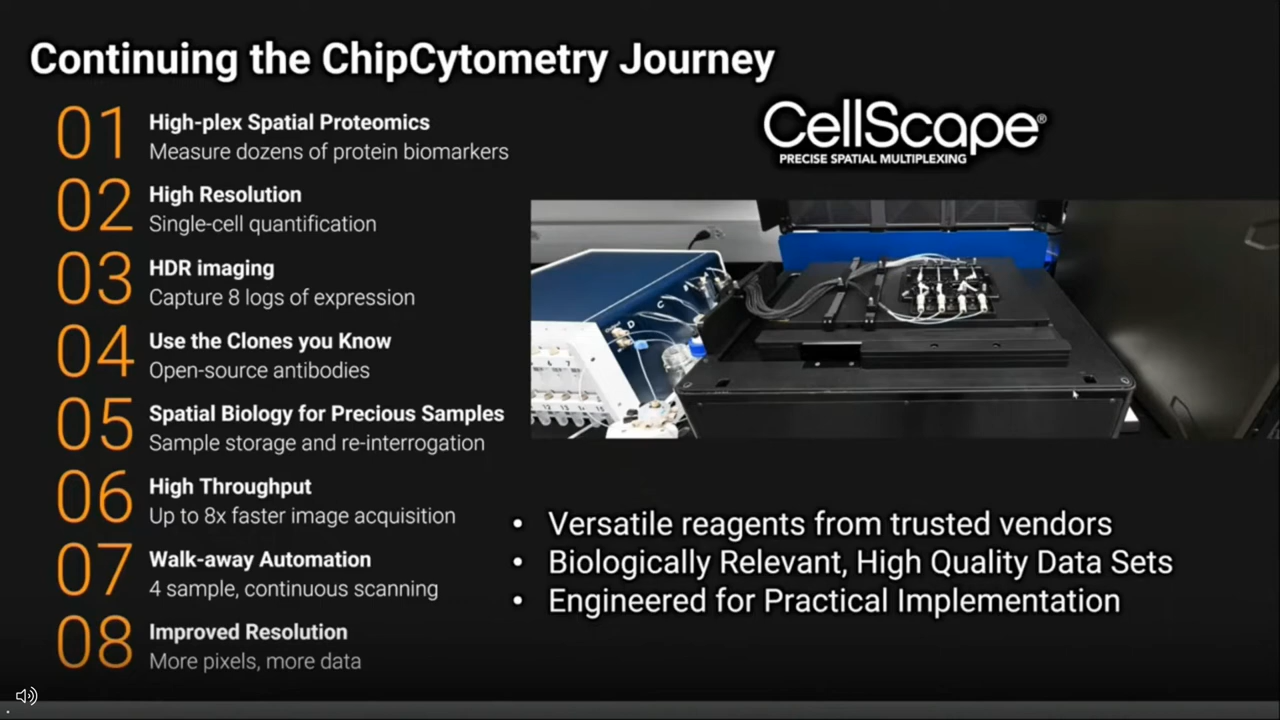 Continuing the ChipCytometry Journey
01 High-plex Spatial Proteomics
Measure dozens of protein biomarkers
02 High Resolution
Single-cell quantification
03 HDR imaging
Capture 8 logs of expression
04 Use the Clones you Know
Open-source antibodies
05 Spatial Biology for Precious Samples
Sample storage and re-interrogation
06 High Throughput
Up to 8x faster image acquisition
07 Walk-away Automation
4 sample, continuous scanning
08 Improved Resolution
More pixels, more data
CellScape®
PRECISE SPATIAL MULTIPLEXING
C
D
6 7
• Versatile reagents from trusted vendors
• Biologically Relevant, High Quality Data Sets
• Engineered for Practical Implementation